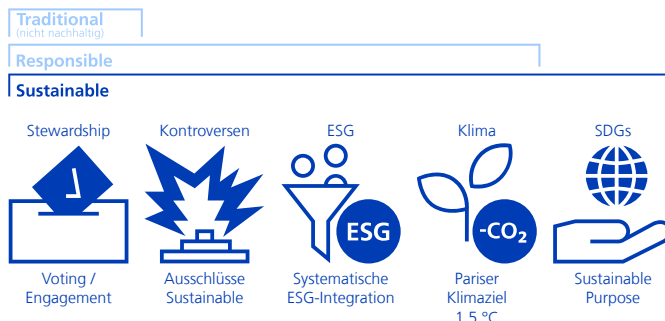 Traditional
(nicht nachhaltig)
Responsible
Sustainable
Stewardship
Kontroversen
ESG
Klima
SDGs
ESG
-CO₂
Voting /
Engagement
Ausschlüsse
Sustainable
Systematische
ESG-Integration
Pariser
Klimaziel
1,5 °C
Sustainable
Purpose